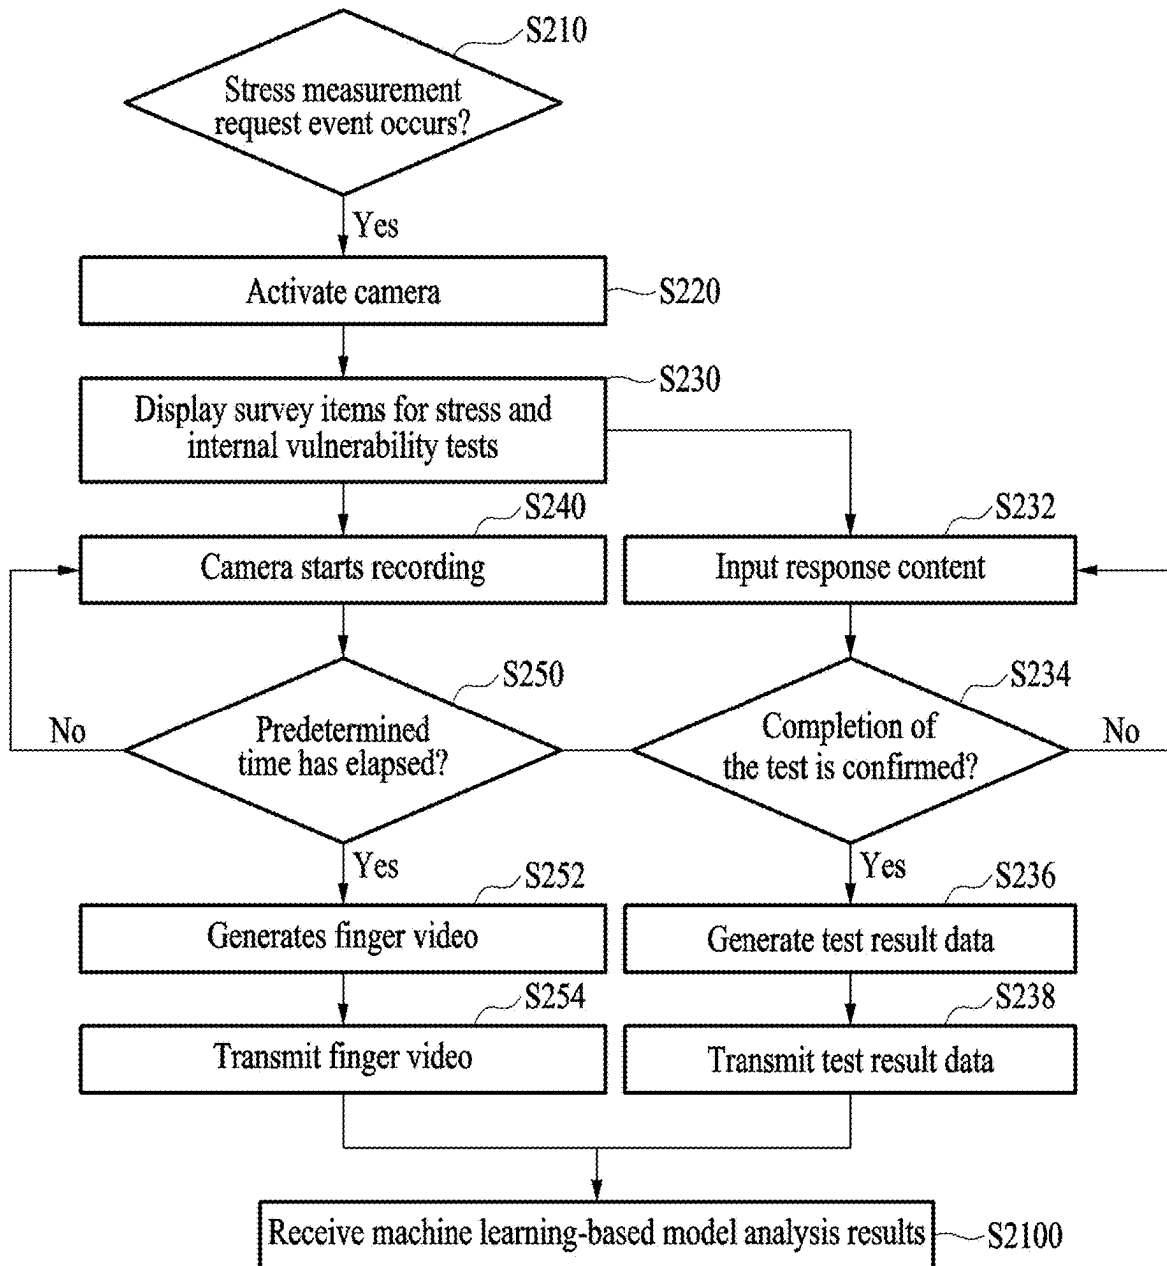 S210
Stress measurement
request event occurs?
Yes
Activate camera
S220
S230
Display survey items for stress and
internal vulnerability tests
S240
Camera starts recording
S232
Input response content
S250
Predetermined
time has elapsed?
No
S234
Completion of
the test is confirmed?
No
Yes
S252
Generates finger video
Yes
S236
Generate test result data
S254
Transmit finger video
S238
Transmit test result data
Receive machine learning-based model analysis results
S2100